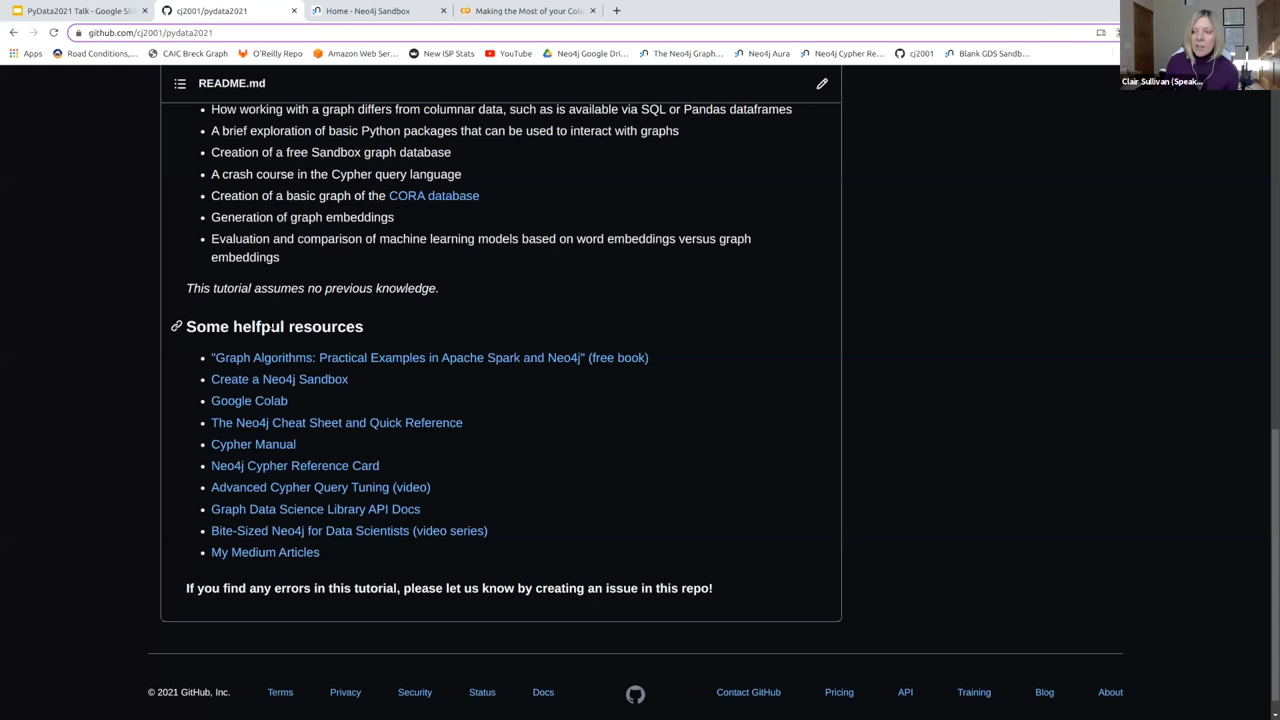 PyData2021 Talk - Google Slid
cj2001/pydata2021
Home - Neo4j Sandbox
Making the Most of your Cola
github.com/cj2001/pydata2021
Apps
Road Conditions,...
CAIC Breck Graph
O'Reilly Repo
Amazon Web Ser...
New ISP Stats
YouTube
Neo4j Google Dri...
The Neo4j Graph...
Neo4j Aura
Neo4j Cypher Re...
cj2001
Blank GDS Sandb...
Clair Sullivan (Speak...
README.md
How working with a graph differs from columnar data, such as is available via SQL or Pandas dataframes
A brief exploration of basic Python packages that can be used to interact with graphs
Creation of a free Sandbox graph database
A crash course in the Cypher query language
Creation of a basic graph of the CORA database
Generation of graph embeddings
Evaluation and comparison of machine learning models based on word embeddings versus graph
embeddings
This tutorial assumes no previous knowledge.
Some helfpul resources
"Graph Algorithms: Practical Examples in Apache Spark and Neo4j" (free book)
Create a Neo4j Sandbox
Google Colab
The Neo4j Cheat Sheet and Quick Reference
Cypher Manual
Neo4j Cypher Reference Card
Advanced Cypher Query Tuning (video)
Graph Data Science Library API Docs
Bite-Sized Neo4j for Data Scientists (video series)
My Medium Articles
If you find any errors in this tutorial, please let us know by creating an issue in this repo!
© 2021 GitHub, Inc.
Terms
Privacy
Security
Status
Docs
Contact GitHub
Pricing
API
Training
Blog
About